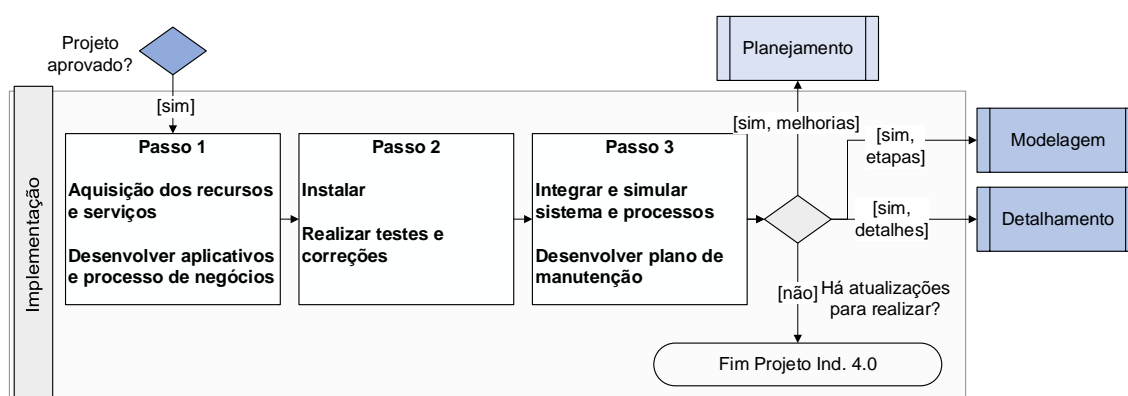 Projeto
aprovado?
[sim]
Planejamento
Implementação
Passo 1
Aquisição dos recursos
e serviços
Desenvolver aplicativos
e processo de negócios
Passo 2
Instalar
Realizar testes e
correções
Passo 3
Integrar e simular
sistema e processos
Desenvolver plano de
manutenção
[sim, melhorias]
[sim,
etapas]
Modelagem
[sim,
detalhes]
Detalhamento
[não]
Há atualizações
para realizar?
Fim Projeto Ind. 4.0